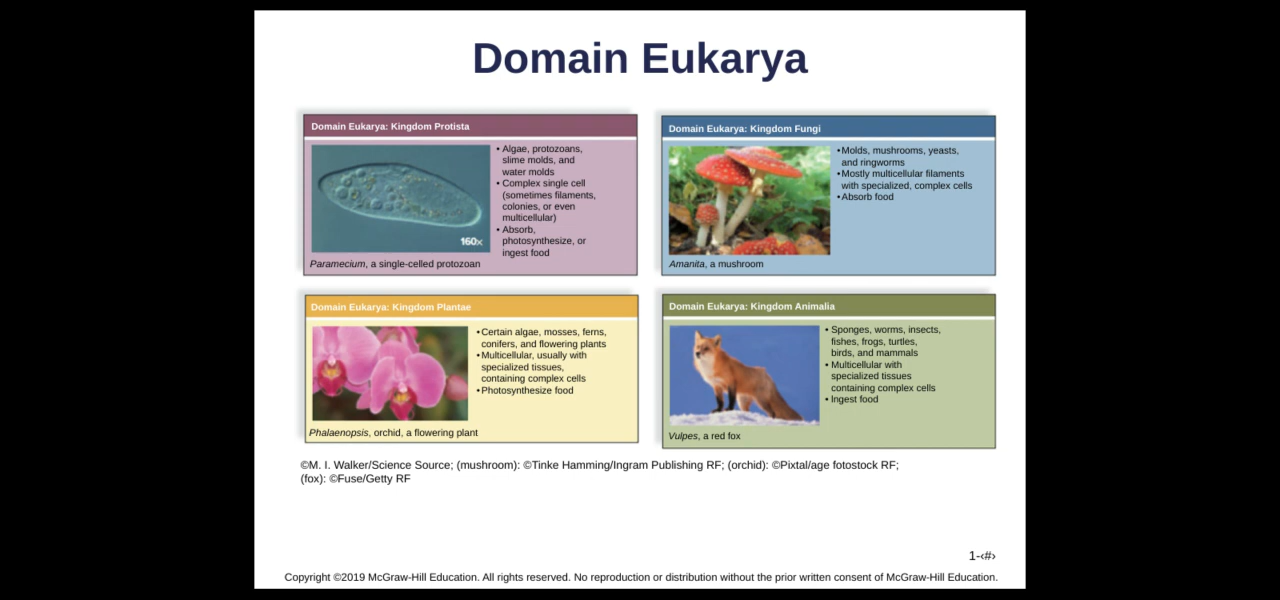 Domain Eukarya
Domain Eukarya: Kingdom Protista
• Algae, protozoans,
slime molds, and
water molds
• Complex single cell
(sometimes filaments,
colonies, or even
multicellular)
• Absorb,
photosynthesize, or
ingest food
160x
Paramecium, a single-celled protozoan
Domain Eukarya: Kingdom Fungi
•Molds, mushrooms, yeasts,
and ringworms
•Mostly multicellular filaments
with specialized, complex cells
•Absorb food
Amanita, a mushroom
Domain Eukarya: Kingdom Plantae
•Certain algae, mosses, ferns,
conifers, and flowering plants
•Multicellular, usually with
specialized tissues,
containing complex cells
•Photosynthesize food
Phalaenopsis, orchid, a flowering plant
Domain Eukarya: Kingdom Animalia
• Sponges, worms, insects,
fishes, frogs, turtles,
birds, and mammals
• Multicellular with
specialized tissues
containing complex cells
• Ingest food
Vulpes, a red fox
©M. I. Walker/Science Source; (mushroom): ©Tinke Hamming/Ingram Publishing RF; (orchid): ©Pixtal/age fotostock RF;
(fox): ©Fuse/Getty RF
1-‹#›
Copyright ©2019 McGraw-Hill Education. All rights reserved. No reproduction or distribution without the prior written consent of McGraw-Hill Education.